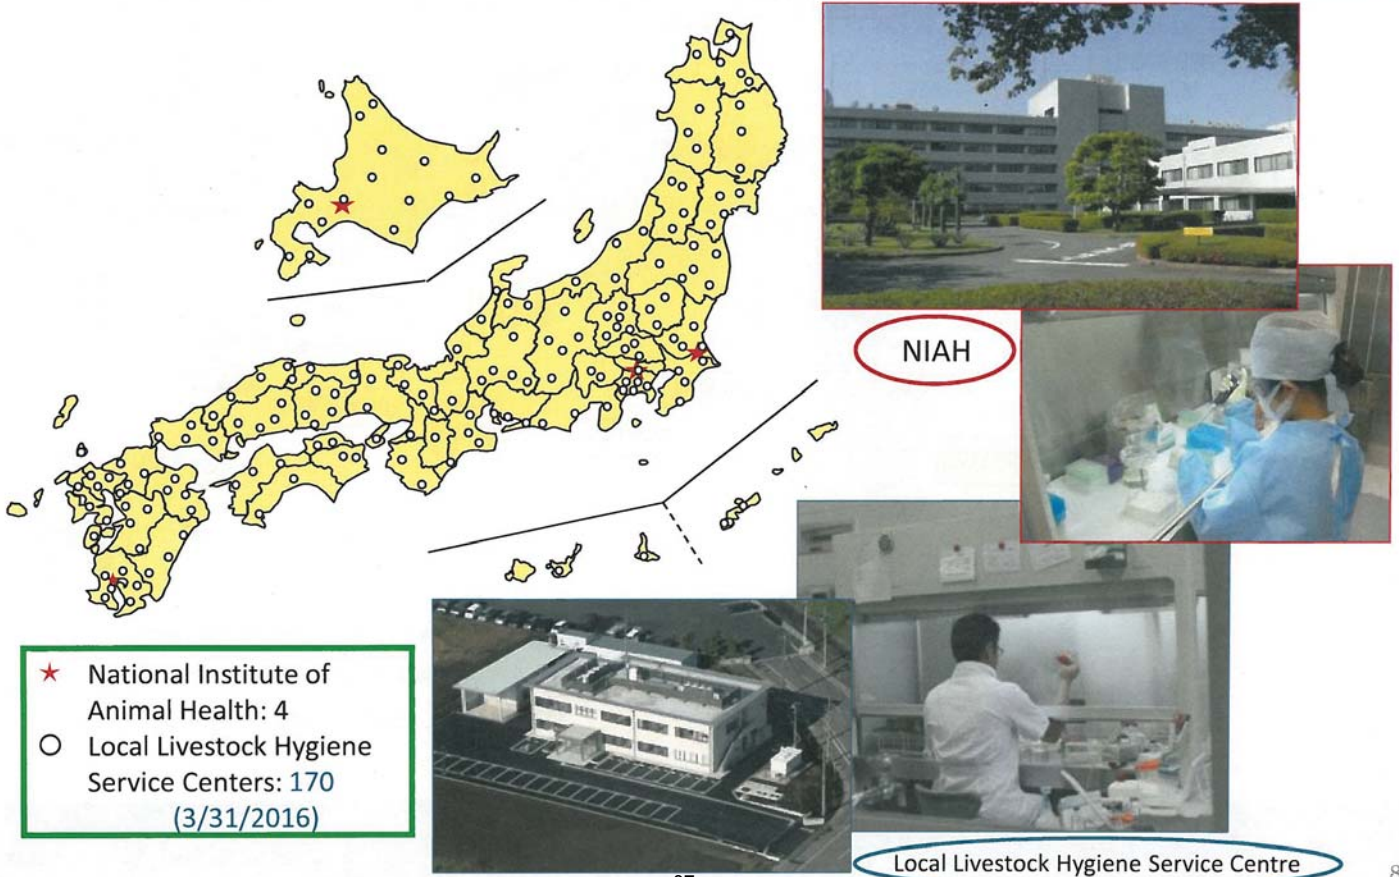 NIAH
★ National Institute of
Animal Health: 4
○ Local Livestock Hygiene
Service Centers: 170
(3/31/2016)
Local Livestock Hygiene Service Centre
8